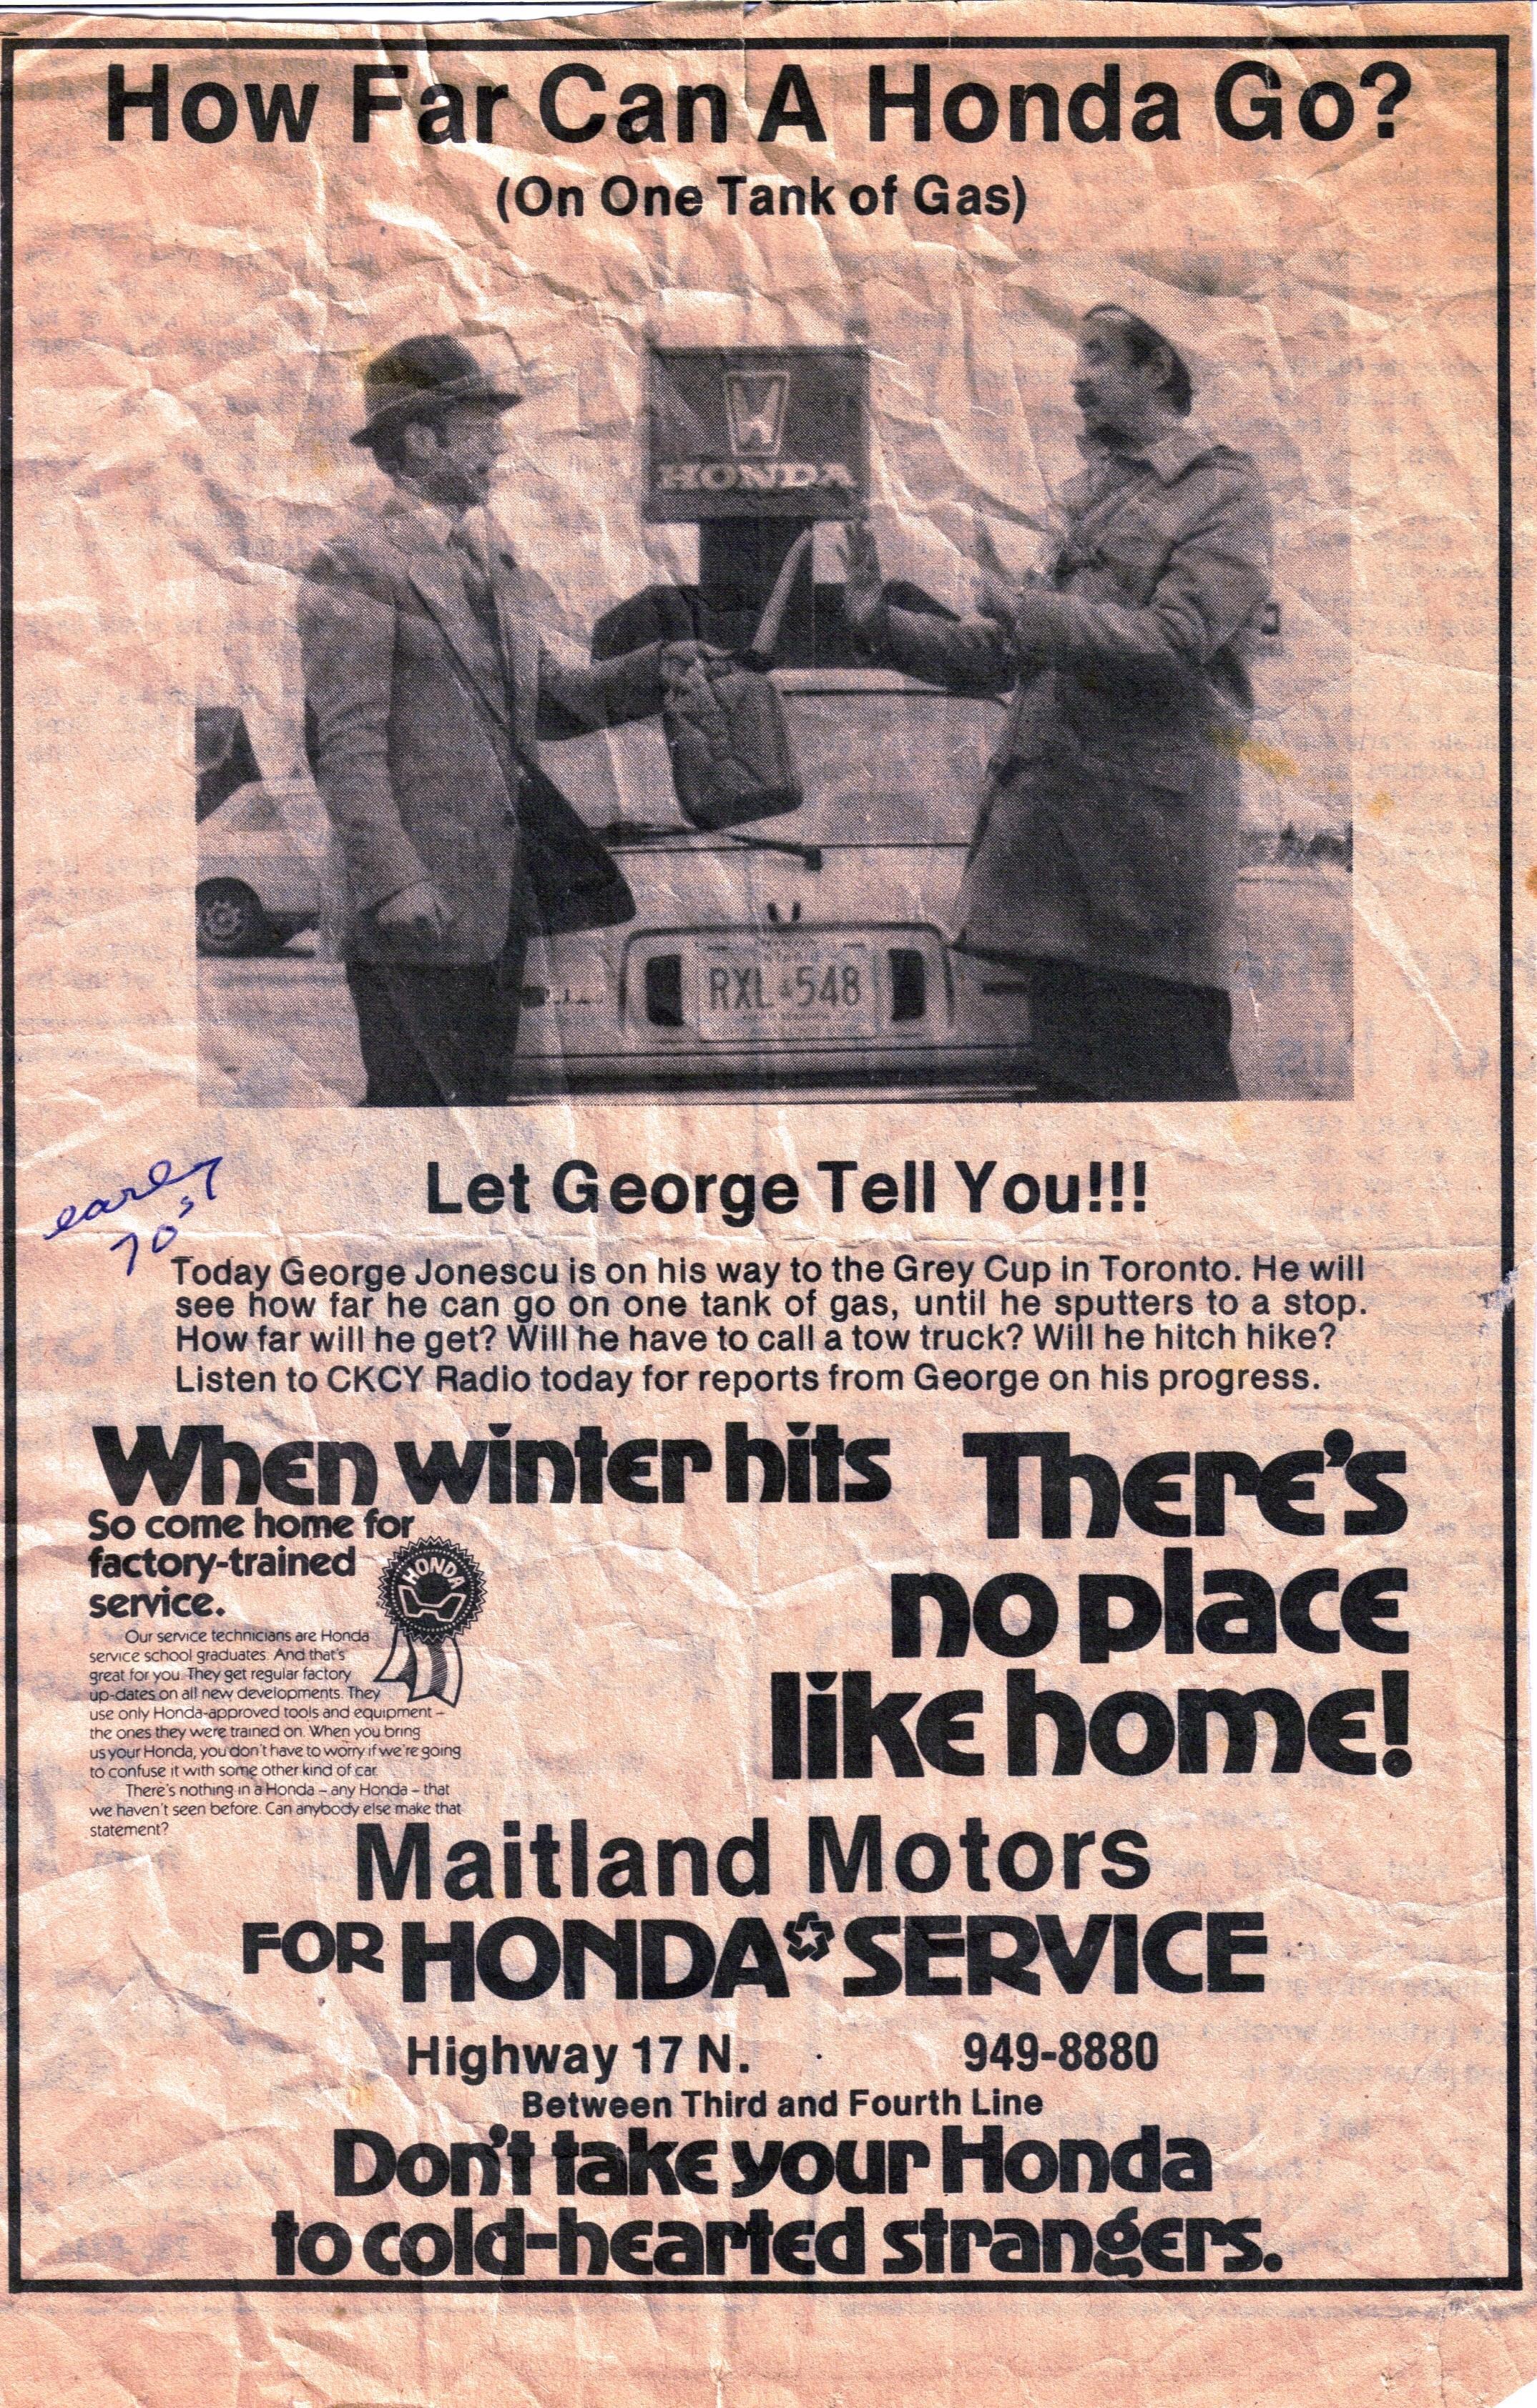 How Far Can A Honda Go?
(On One Tank of Gas)
HONDA
RXL 548
early
70's
Let George Tell You!!!
Today George Jonescu is on his way to the Grey Cup in Toronto. He will
see how far he can go on one tank of gas, until he sputters to a stop.
How far will he get? Will he have to call a tow truck? Will he hitch hike?
Listen to CKCY Radio today for reports from George on his progress.
When winter hits
There's
no place
like home!
So come home for
factory-trained
service.
HONDA
Our service technicians are Honda
service school graduates. And that's
great for you. They get regular factory
up-dates on all new developments. They
use only Honda-approved tools and equipment –
the ones they were trained on. When you bring
us your Honda, you don't have to worry if we're going
to confuse it with some other kind of car.
There's nothing in a Honda – any Honda – that
we haven't seen before. Can anybody else make that
statement?
Maitland Motors
FOR HONDA SERVICE
Highway 17 N. 949-8880
Between Third and Fourth Line
Don't take your Honda
to cold-hearted strangers.